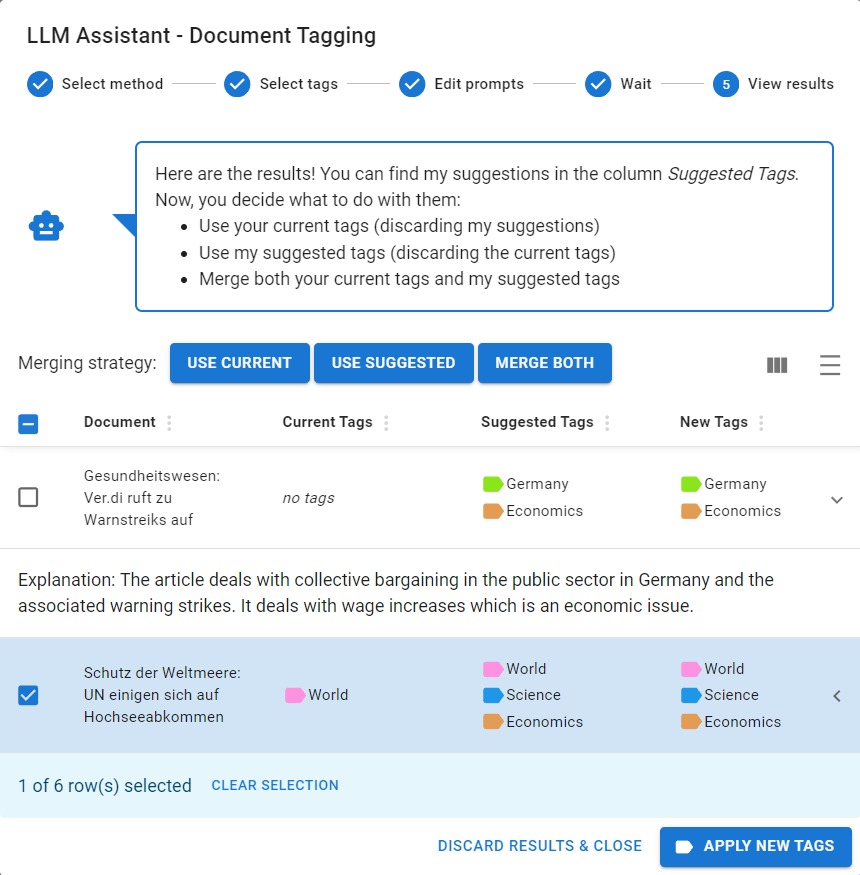 LLM Assistant - Document Tagging
Select method
Select tags
Edit prompts
Wait
5 View results
Here are the results! You can find my suggestions in the column Suggested Tags.
Now, you decide what to do with them:
• Use your current tags (discarding my suggestions)
• Use my suggested tags (discarding the current tags)
• Merge both your current tags and my suggested tags
Merging strategy: USE CURRENT USE SUGGESTED MERGE BOTH
Document Current Tags Suggested Tags New Tags
Gesundheitswesen:
Ver.di ruft zu
Warnstreiks auf
no tags
Germany
Economics
Germany
Economics
Explanation: The article deals with collective bargaining in the public sector in Germany and the
associated warning strikes. It deals with wage increases which is an economic issue.
Schutz der Weltmeere:
UN einigen sich auf
Hochseeabkommen
World
World
Science
Economics
World
Science
Economics
1 of 6 row(s) selected CLEAR SELECTION
DISCARD RESULTS & CLOSE APPLY NEW TAGS